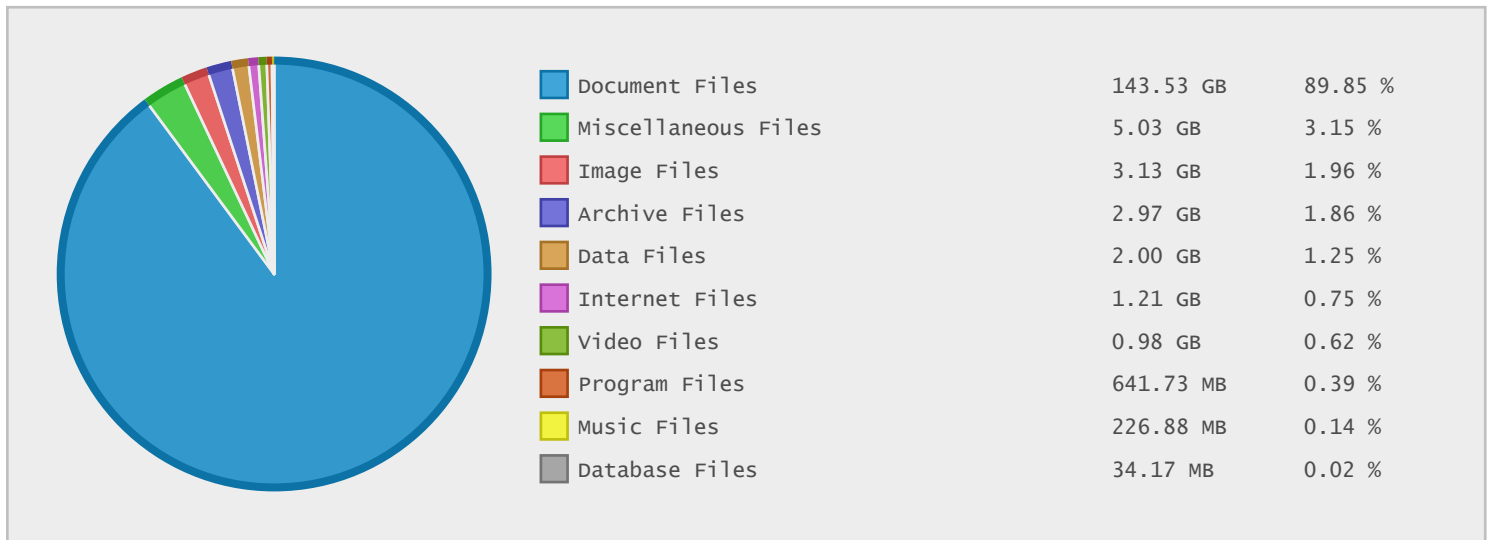 Document Files 143.53 GB 89.85 %
Miscellaneous Files 5.03 GB 3.15 %
Image Files 3.13 GB 1.96 %
Archive Files 2.97 GB 1.86 %
Data Files 2.00 GB 1.25 %
Internet Files 1.21 GB 0.75 %
Video Files 0.98 GB 0.62 %
Program Files 641.73 MB 0.39 %
Music Files 226.88 MB 0.14 %
Database Files 34.17 MB 0.02 %